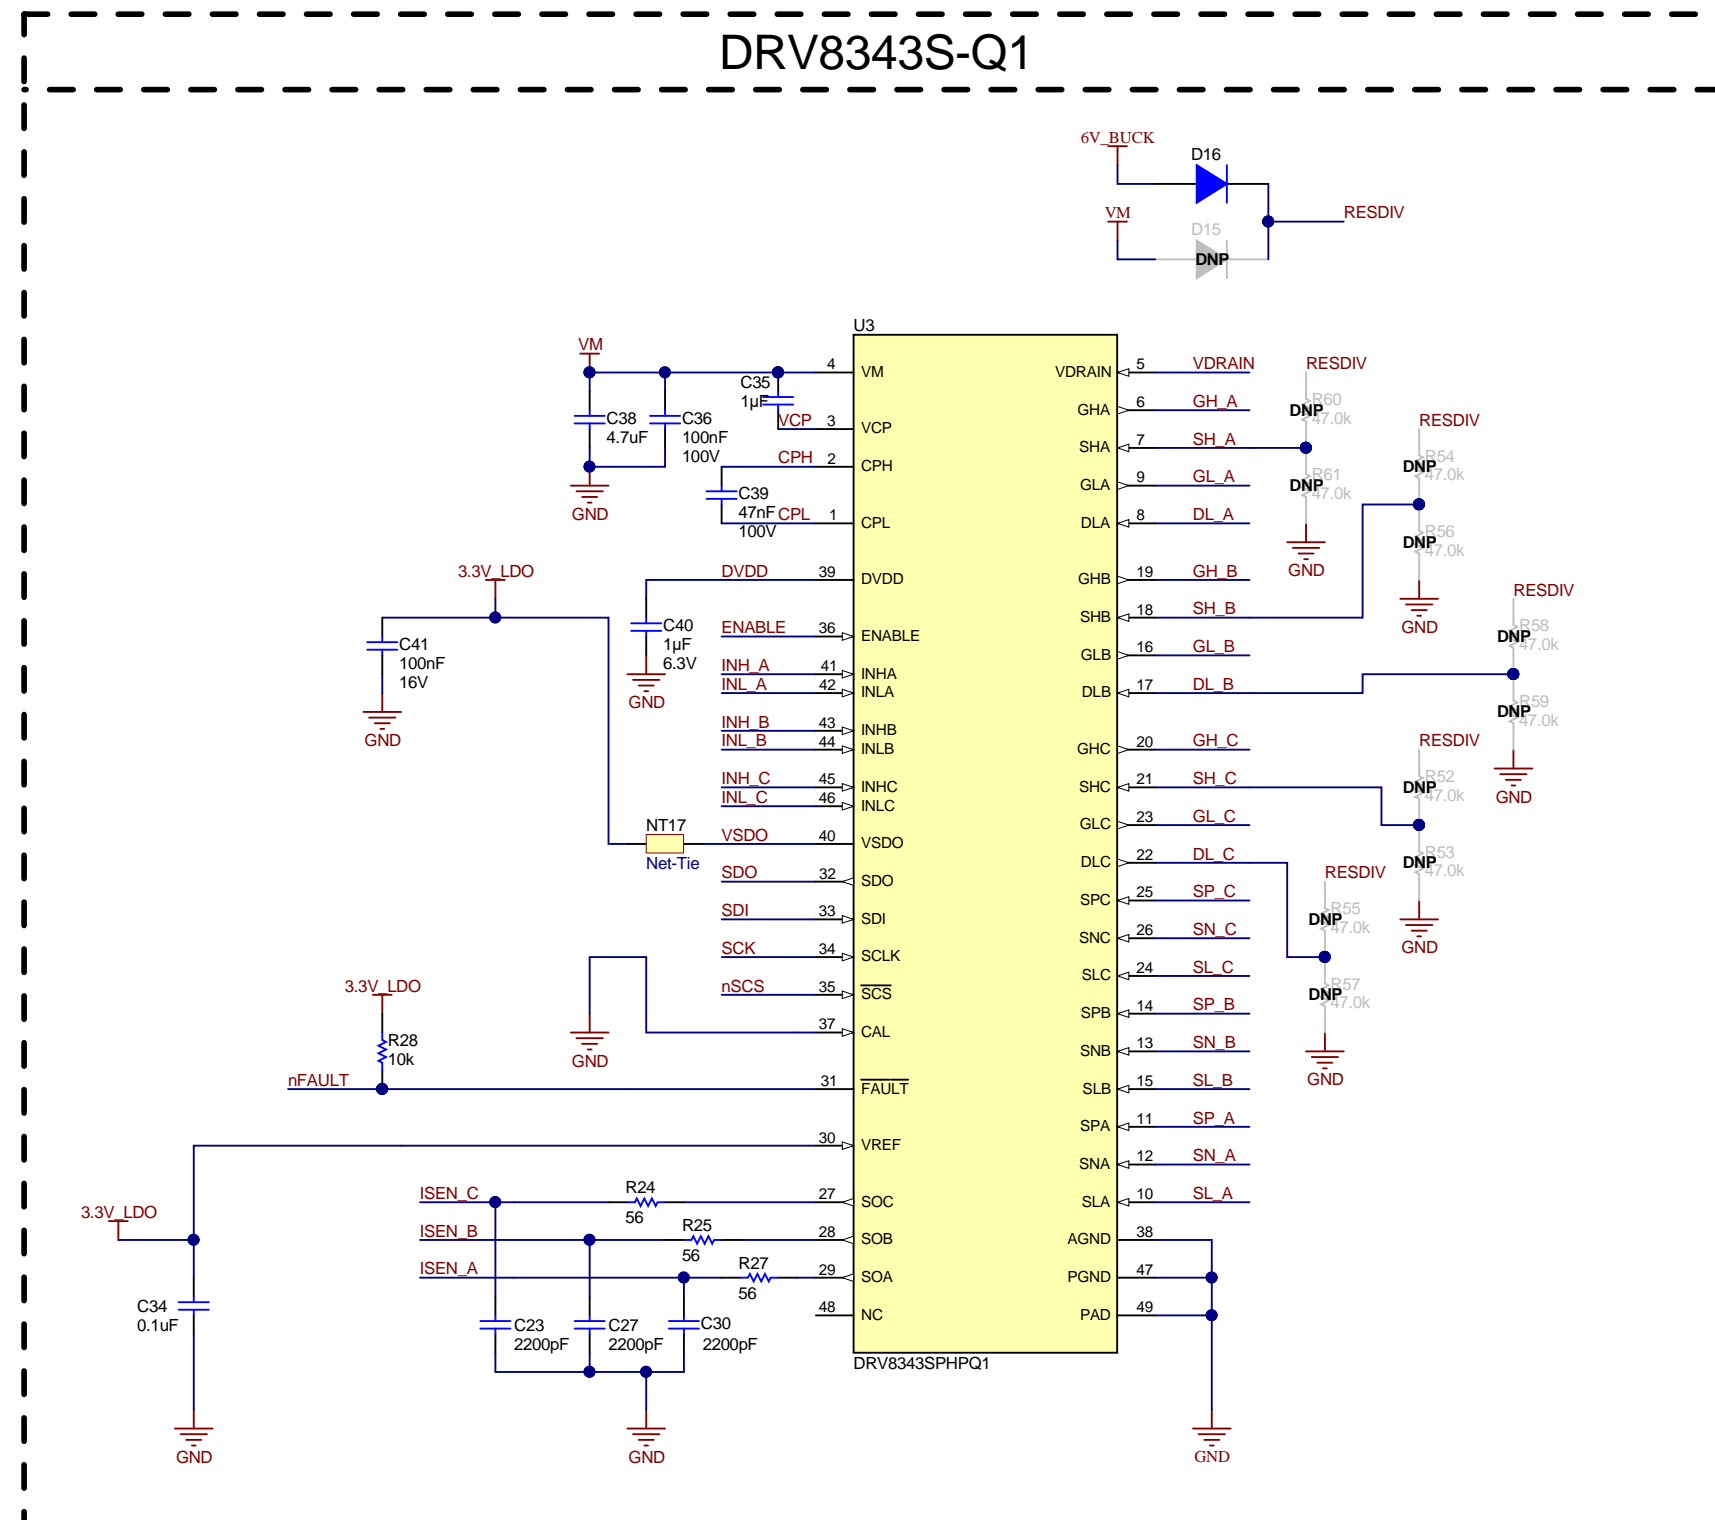 DRV8343S-Q1
6V_BUCK
D16
VM
D15
DNP
RESDIV
U3
VM
C38
4.7uF
C36
100nF
100V
GND
C35
1µF
VCP
CPH
C39
47nF
100V
CPL
3.3V_LDO
C41
100nF
16V
GND
DVDD
C40
1µF
6.3V
GND
ENABLE
INH_A
INL_A
INH_B
INL_B
INH_C
INL_C
NT17
Net-Tie
VSDO
SDO
SDI
SCK
nSCS
GND
3.3V_LDO
R28
10k
nFAULT
3.3V_LDO
C34
0.1uF
GND
ISEN_C
R24
56
ISEN_B
R25
56
ISEN_A
R27
56
C23
2200pF
C27
2200pF
C30
2200pF
GND
4 VM
3 VCP
2 CPH
1 CPL
39 DVDD
36 ENABLE
41 INHA
42 INLA
43 INHB
44 INLB
45 INHC
46 INLC
40 VSDO
32 SDO
33 SDI
34 SCLK
35 SCS
37 CAL
31 FAULT
30 VREF
27 SOC
28 SOB
29 SOA
48 NC
DRV8343SPHPQ1
VDRAIN 5 VDRAIN
GHA 6 GH_A
SHA 7 SH_A
GLA 9 GL_A
DLA 8 DL_A
GHB 19 GH_B
SHB 18 SH_B
GLB 16 GL_B
DLB 17 DL_B
GHC 20 GH_C
SHC 21 SH_C
GLC 23 GL_C
DLC 22 DL_C
SPC 25 SP_C
SNC 26 SN_C
SLC 24 SL_C
SPB 14 SP_B
SNB 13 SN_B
SLB 15 SL_B
SPA 11 SP_A
SNA 12 SN_A
SLA 10 SL_A
AGND 38
PGND 47
PAD 49
GND
RESDIV
R60
DNP
47.0k
R61
DNP
47.0k
GND
RESDIV
R54
DNP
47.0k
R56
DNP
47.0k
GND
RESDIV
R58
DNP
47.0k
R59
DNP
47.0k
GND
RESDIV
R52
DNP
47.0k
R53
DNP
47.0k
GND
RESDIV
R55
DNP
47.0k
R57
DNP
47.0k
GND